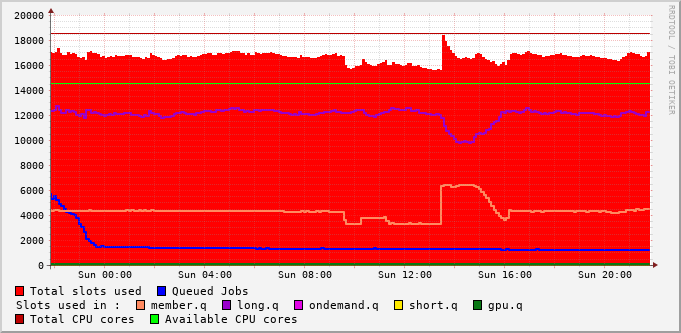 RRDTOOL / TOBI OETIKER
20000
18000
16000
14000
12000
10000
8000
6000
4000
2000
0
Sun 00:00 Sun 04:00 Sun 08:00 Sun 12:00 Sun 16:00 Sun 20:00
Total slots used Queued Jobs
Slots used in : member.q long.q ondemand.q short.q gpu.q
Total CPU cores Available CPU cores